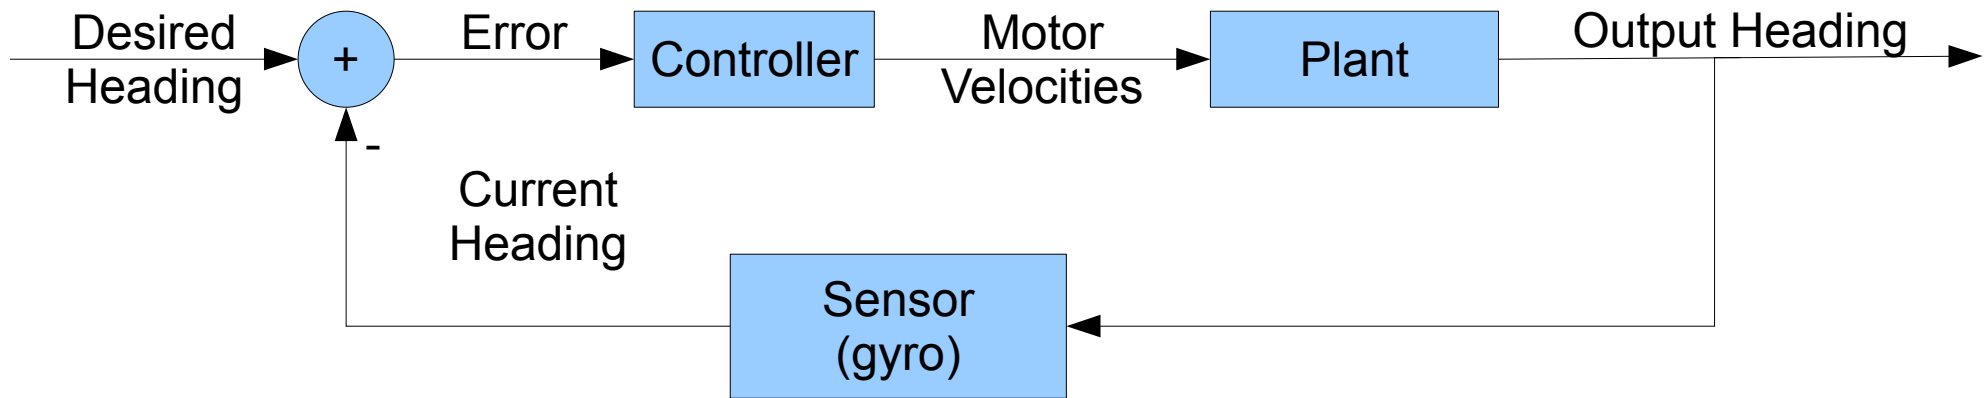 Desired
Heading
+
-
Error
Controller
Motor
Velocities
Plant
Output Heading
Current
Heading
Sensor
(gyro)